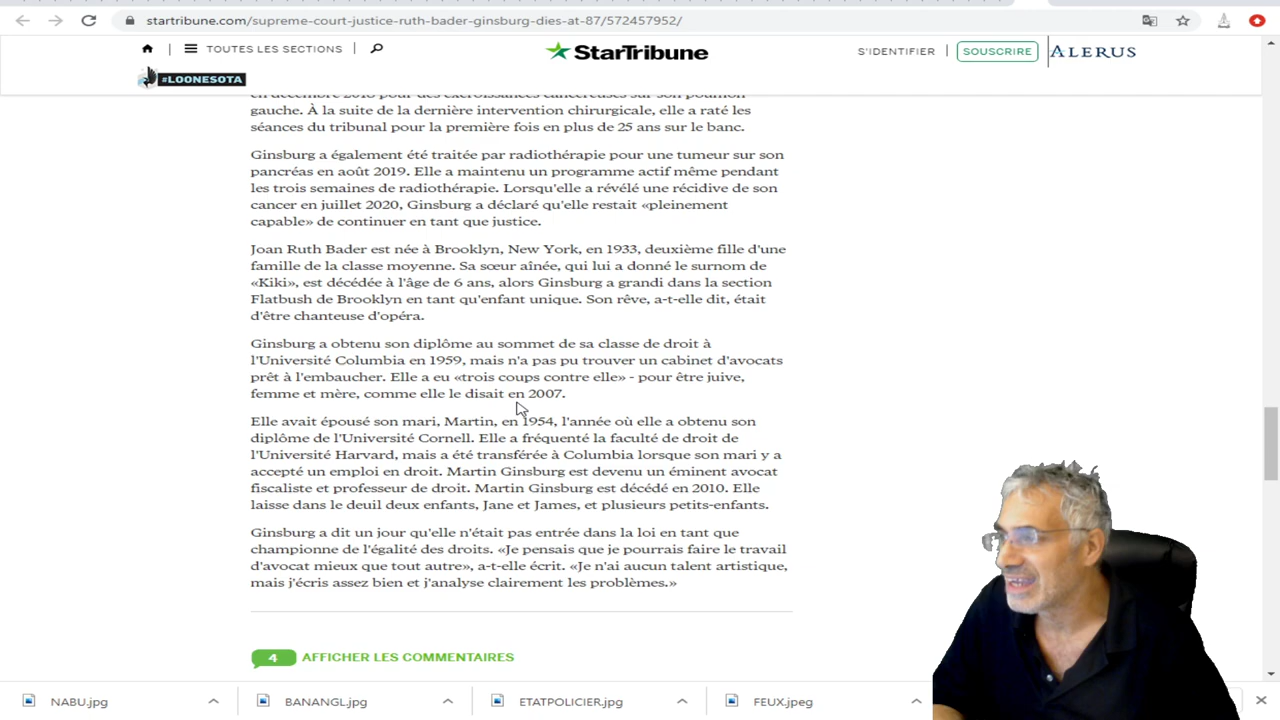 startribune.com/supreme-court-justice-ruth-bader-ginsburg-dies-at-87/572457952/
TOUTES LES SECTIONS
StarTribune
S'IDENTIFIER
SOUSCRIRE
ALERUS
#LOONESOTA
en décembre 2018 pour des excroissances cancéreuses sur son poumon
gauche. À la suite de la dernière intervention chirurgicale, elle a raté les
séances du tribunal pour la première fois en plus de 25 ans sur le banc.
Ginsburg a également été traitée par radiothérapie pour une tumeur sur son
pancréas en août 2019. Elle a maintenu un programme actif même pendant
les trois semaines de radiothérapie. Lorsqu'elle a révélé une récidive de son
cancer en juillet 2020, Ginsburg a déclaré qu'elle restait «pleinement
capable» de continuer en tant que justice.
Joan Ruth Bader est née à Brooklyn, New York, en 1933, deuxième fille d'une
famille de la classe moyenne. Sa sœur aînée, qui lui a donné le surnom de
«Kiki», est décédée à l'âge de 6 ans, alors Ginsburg a grandi dans la section
Flatbush de Brooklyn en tant qu'enfant unique. Son rêve, a-t-elle dit, était
d'être chanteuse d'opéra.
Ginsburg a obtenu son diplôme au sommet de sa classe de droit à
l'Université Columbia en 1959, mais n'a pas pu trouver un cabinet d'avocats
prêt à l'embaucher. Elle a eu «trois coups contre elle» - pour être juive,
femme et mère, comme elle le disait en 2007.
Elle avait épousé son mari, Martin, en 1954, l'année où elle a obtenu son
diplôme de l'Université Cornell. Elle a fréquenté la faculté de droit de
l'Université Harvard, mais a été transférée à Columbia lorsque son mari y a
accepté un emploi en droit. Martin Ginsburg est devenu un éminent avocat
fiscaliste et professeur de droit. Martin Ginsburg est décédé en 2010. Elle
laisse dans le deuil deux enfants, Jane et James, et plusieurs petits-enfants.
Ginsburg a dit un jour qu'elle n'était pas entrée dans la loi en tant que
championne de l'égalité des droits. «Je pensais que je pourrais faire le travail
d'avocat mieux que tout autre», a-t-elle écrit. «Je n'ai aucun talent artistique,
mais j'écris assez bien et j'analyse clairement les problèmes.»
4 AFFICHER LES COMMENTAIRES
NABU.jpg
BANANGL.jpg
ETATPOLICIER.jpg
FEUX.jpeg